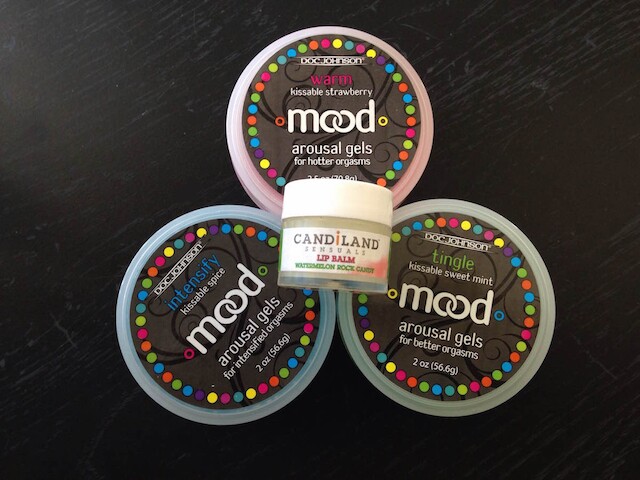 DOC JOHNSON
warm
kissable strawberry
mood
arousal gels
for hotter orgasms
2.5 oz (70.8g)
CANDiLAND
SENSUALS
LIP BALM
WATERMELON ROCK CANDY
DOC JOHNSON
intensify
kissable spice
mood
arousal gels
for intensified orgasms
2 oz (56.6g)
DOC JOHNSON
tingle
kissable sweet mint
mood
arousal gels
for better orgasms
2 oz (56.6g)